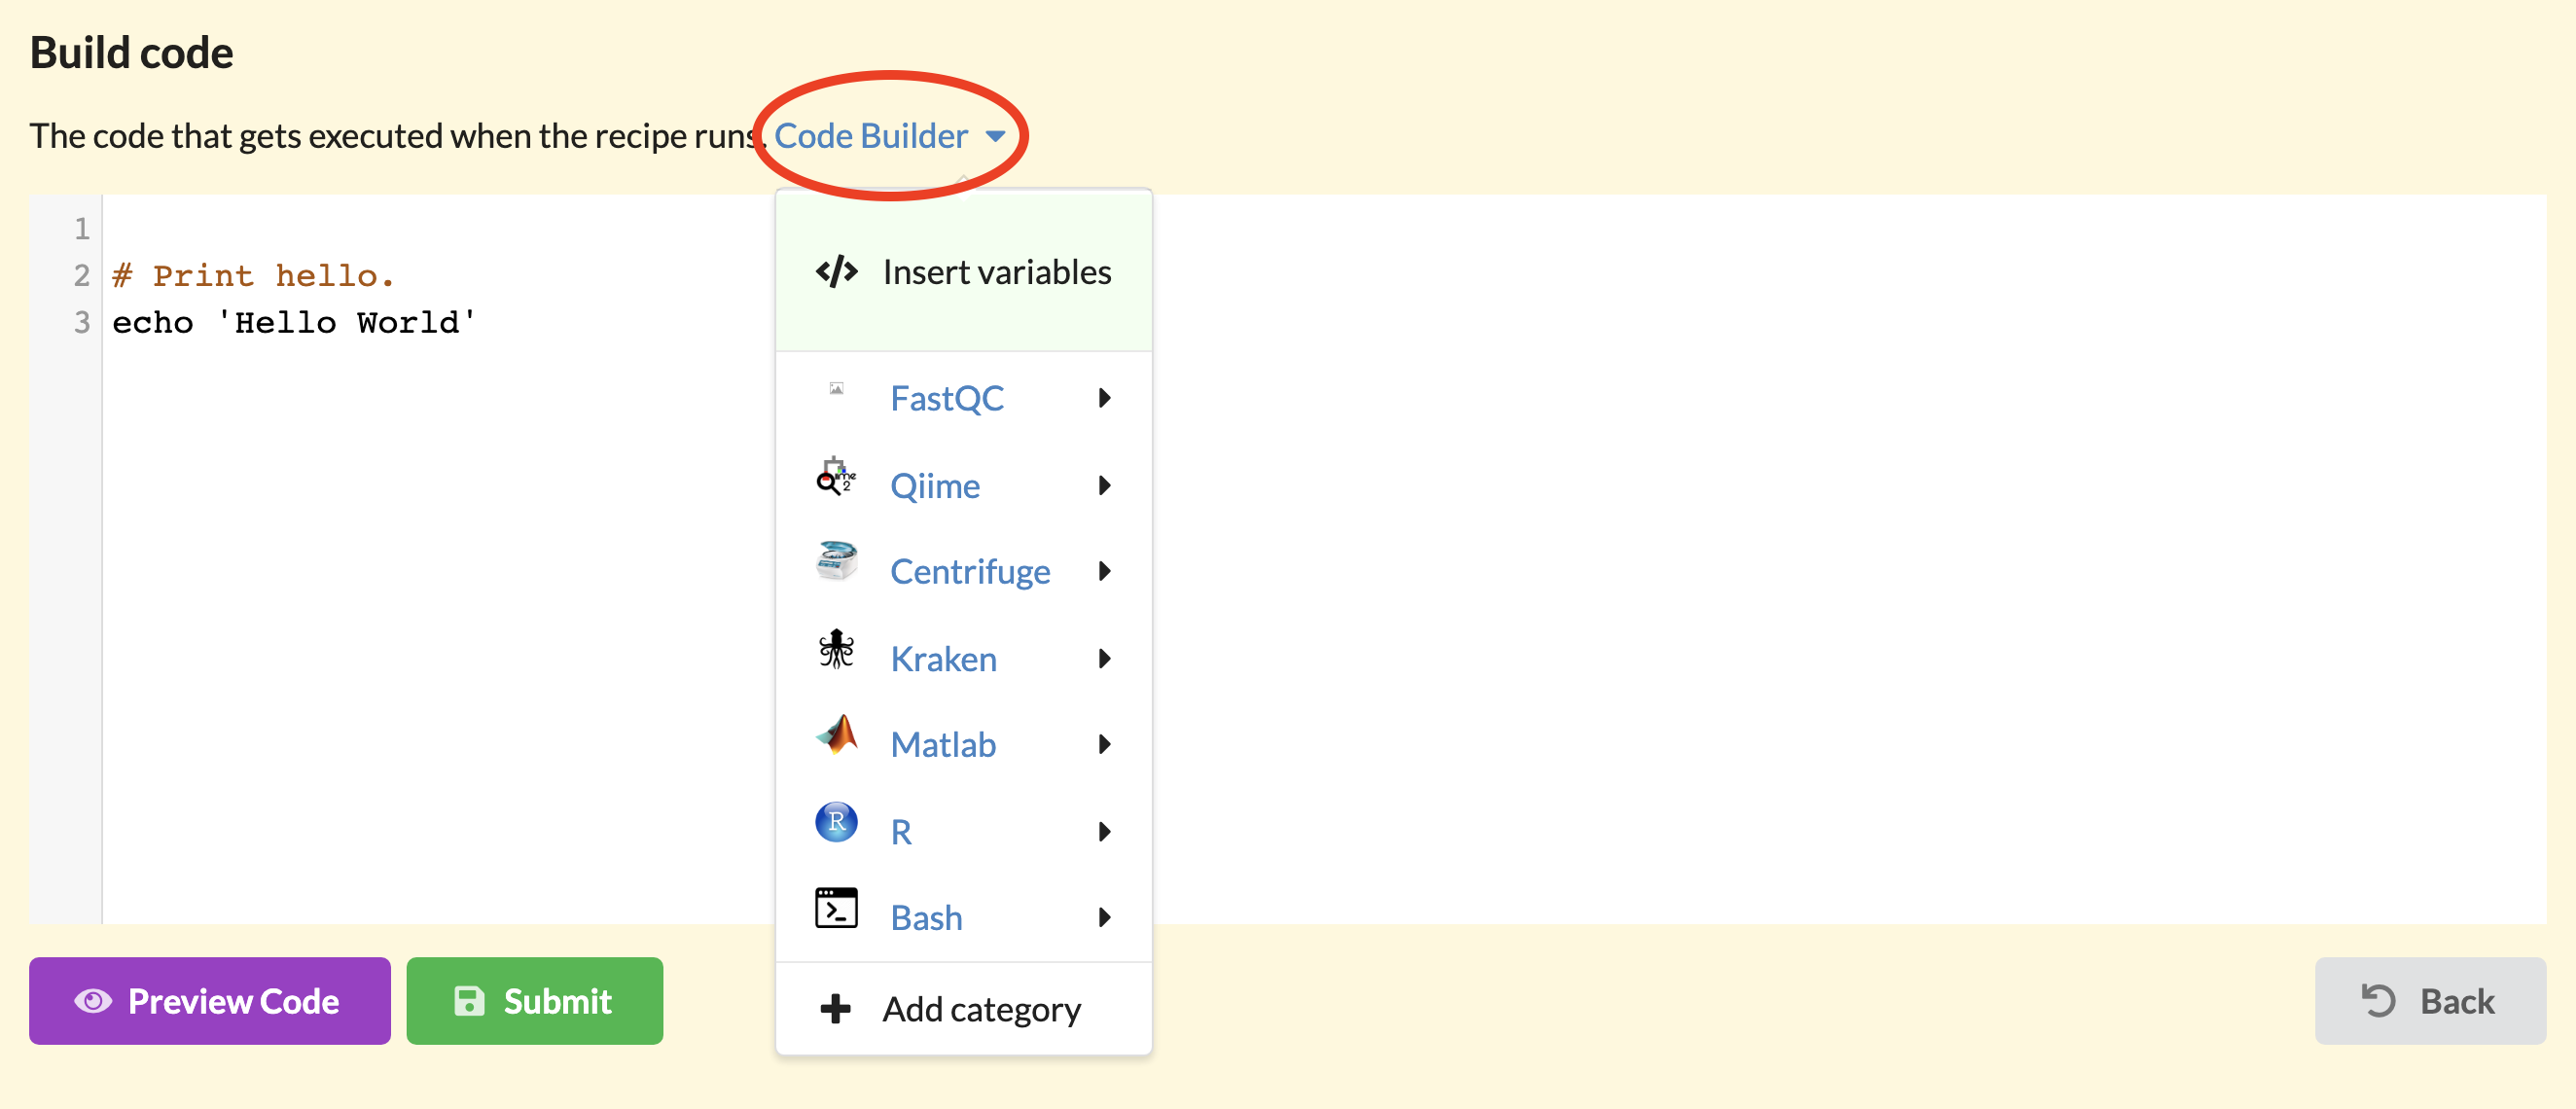 Build code
The code that gets executed when the recipe runs. Code Builder
1
2 # Print hello.
3 echo 'Hello World'
</> Insert variables
FastQC
Qiime
Centrifuge
Kraken
Matlab
R R
Bash
Add category
Preview Code
Submit
Back